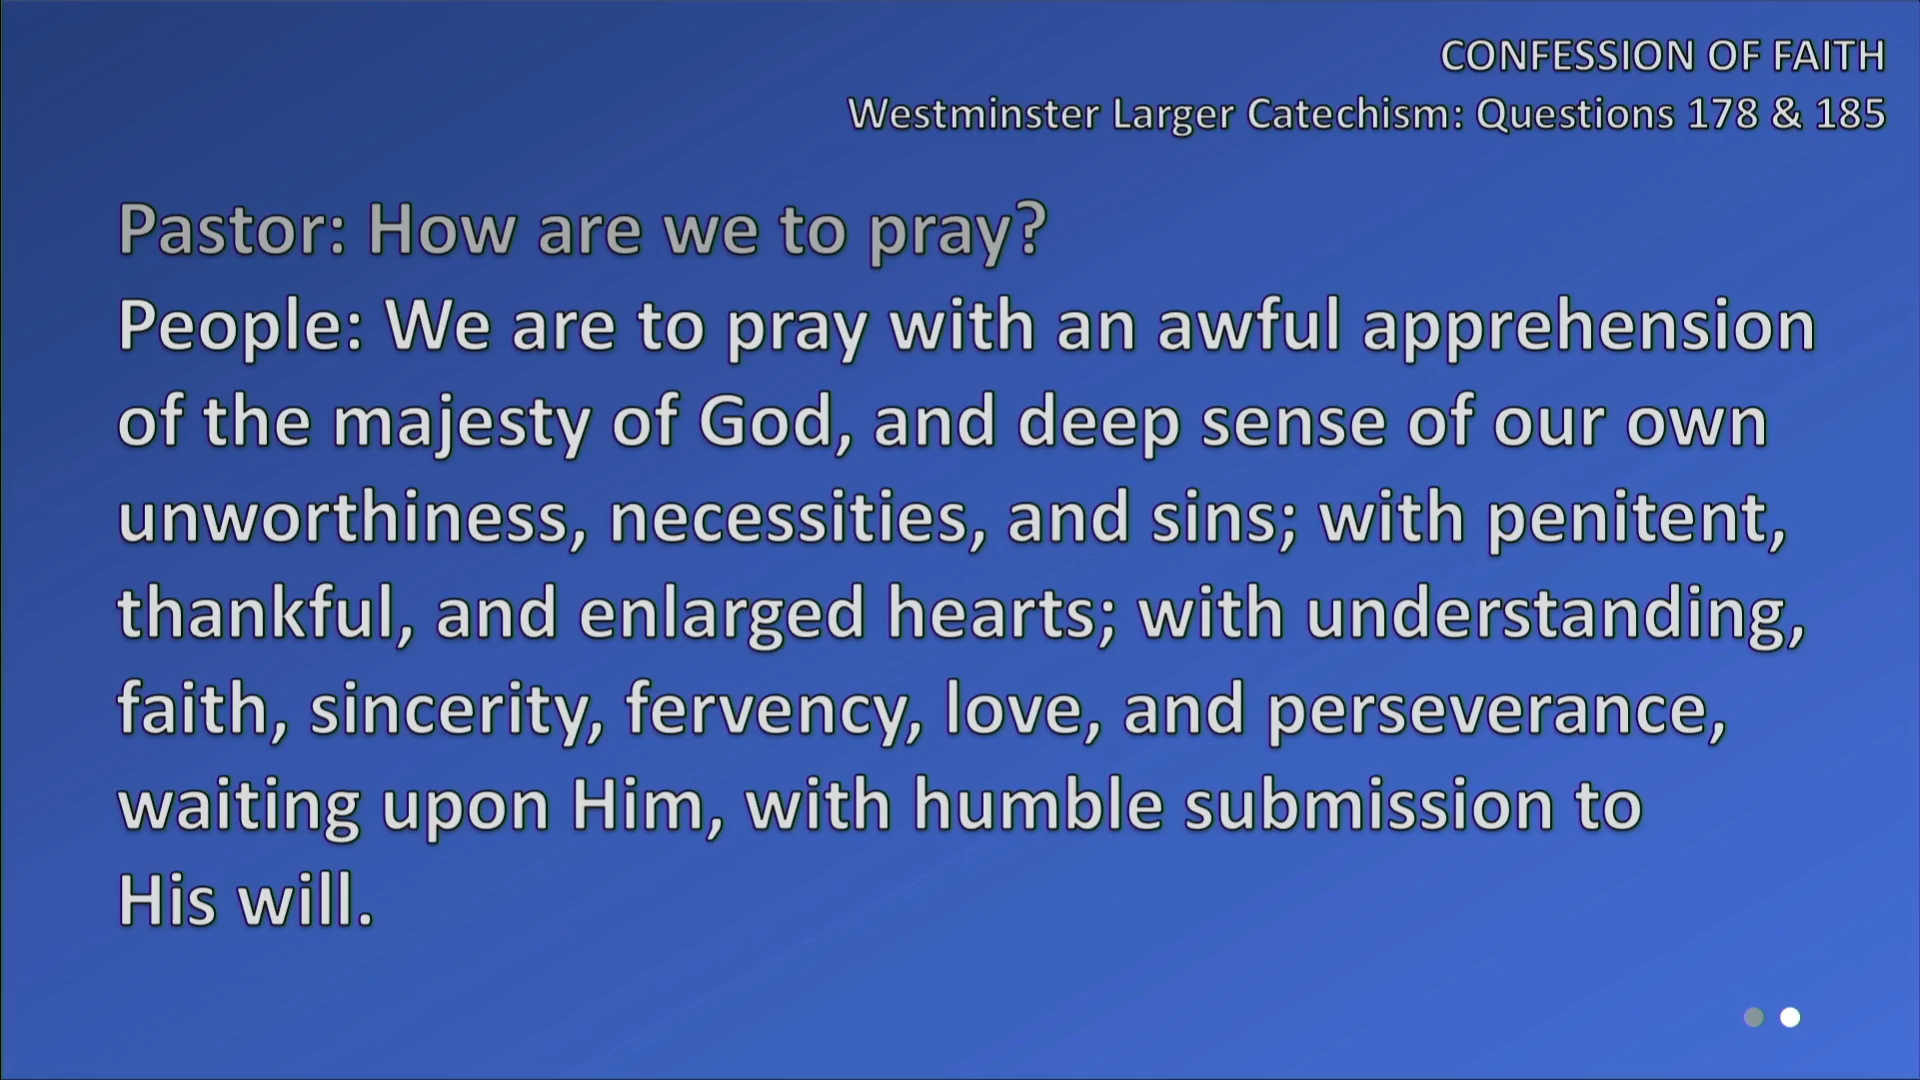 CONFESSION OF FAITH
Westminster Larger Catechism: Questions 178 & 185
Pastor: How are we to pray?
People: We are to pray with an awful apprehension
of the majesty of God, and deep sense of our own
unworthiness, necessities, and sins; with penitent,
thankful, and enlarged hearts; with understanding,
faith, sincerity, fervency, love, and perseverance,
waiting upon Him, with humble submission to
His will.